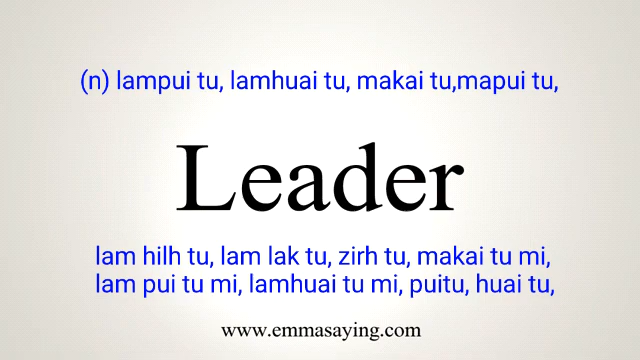 (n) lampui tu, lamhuai tu, makai tu,mapui tu,
Leader
lam hilh tu, lam lak tu, zirh tu, makai tu mi,
lam pui tu mi, lamhuai tu mi, puitu, huai tu,
www.emmasaying.com